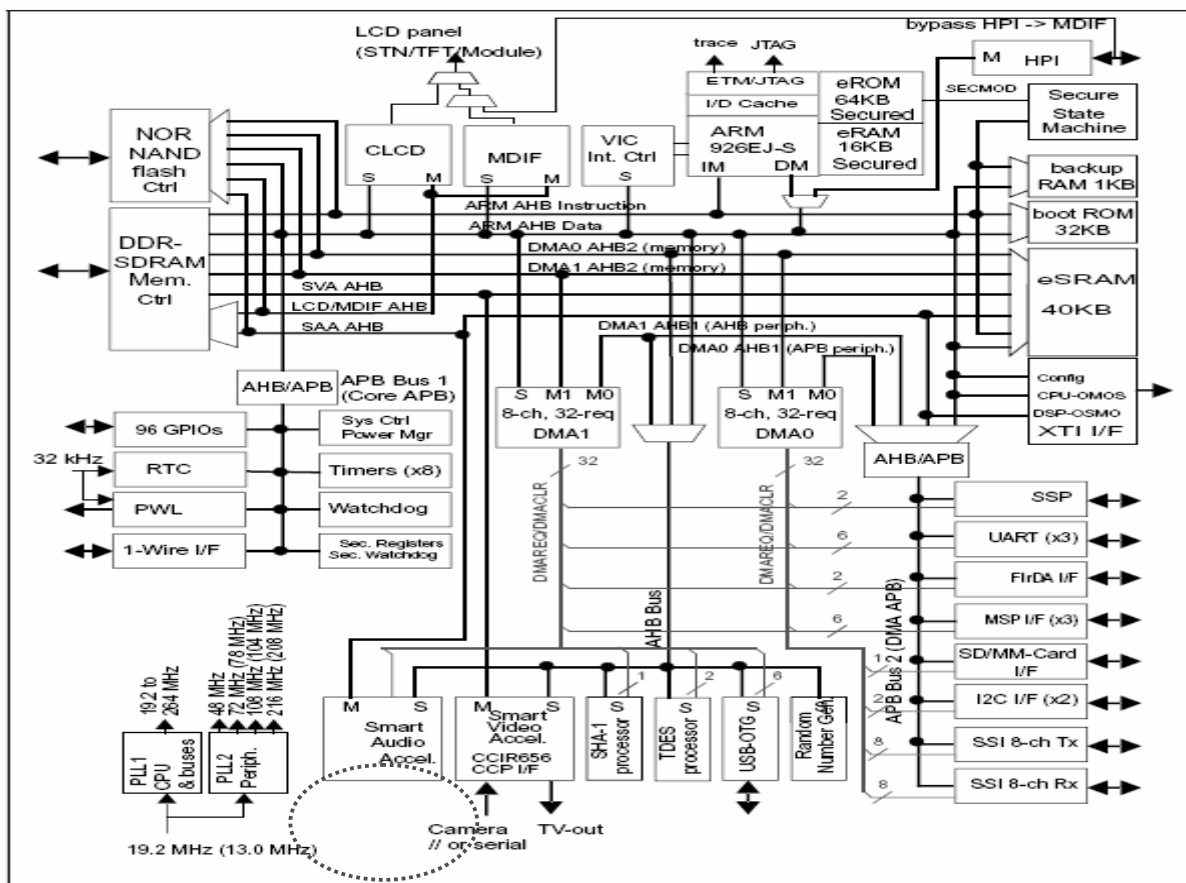 LCD panel
(STN/TFT/Module)
bypass HPI -> MDIF
trace JTAG
M HPI
ETM/JTAG
I/D Cache
ARM
926EJ-S
IM DM
eROM
64KB
Secured
eRAM
16KB
Secured
SECMOD
Secure
State
Machine
NOR
NAND
flash
Ctrl
CLCD
S M
MDIF
S M
VIC
Int. Ctrl
S
backup
RAM 1KB
boot ROM
32KB
DDR-
SDRAM
Mem.
Ctrl
eSRAM
40KB
ARM AHB Instruction
ARM AHB Data
DMA0 AHB2 (memory)
DMA1 AHB2 (memory)
SVA AHB
LCD/MDIF AHB
SAA AHB
DMA1 AHB1 (AHB periph.)
DMA0 AHB1 (APB periph.)
AHB/APB
APB Bus 1
(Core APB)
S M1 M0
8-ch, 32-req
DMA1
S M1 M0
8-ch, 32-req
DMA0
Config
CPU-OMOS
DSP-OSMO
XTI I/F
AHB/APB
96 GPIOs
Sys Ctrl
Power Mgr
32 kHz
RTC
Timers (x8)
PWL
Watchdog
1-Wire I/F
Sec. Registers
Sec. Watchdog
32
32
DMAREQ/DMACLR
DMAREQ/DMACLR
AHB Bus
APB Bus 2 (DMA APB)
2
SSP
6
UART (x3)
2
FIrDA I/F
6
MSP I/F (x3)
1
SD/MM-Card
I/F
2
I2C I/F (x2)
8
SSI 8-ch Tx
8
SSI 8-ch Rx
19.2 to
264 MHz
48 MHz
72 MHz (78 MHz)
108 MHz (104 MHz)
216 MHz (208 MHz)
PLL1
CPU
& buses
PLL2
Periph.
19.2 MHz (13.0 MHz)
M S
Smart
Audio
Accel.
M S
Smart
Video
Accel.
CCIR656
CCP I/F
1
S
SHA-1
processor
2
S
TDES
processor
6
S
USB-OTG
S
Random
Number Gen.
Camera
// or serial
TV-out